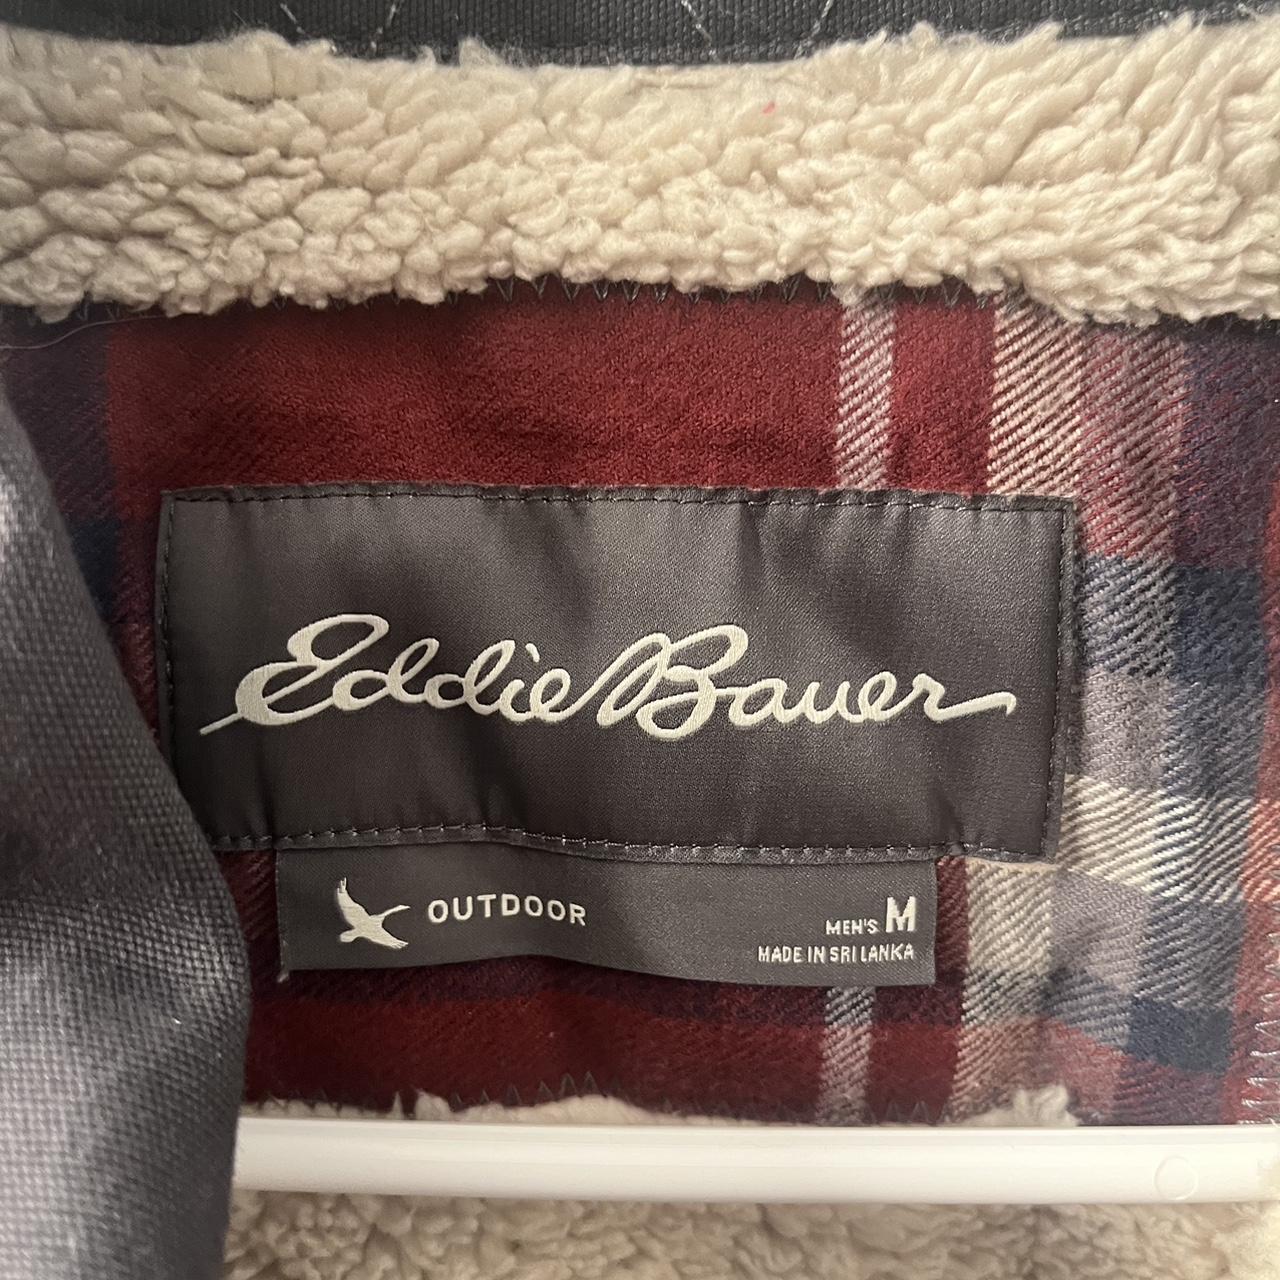 Eddie Bauer
OUTDOOR
MEN'S M
MADE IN SRI LANKA